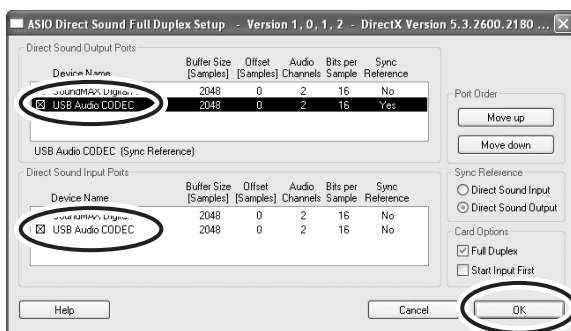 ASIO Direct Sound Full Duplex Setup - Version 1, 0, 1, 2 - DirectX Version 5.3.2600.2180 ...
Direct Sound Output Ports
Device Name Buffer Size [Samples] Offset [Samples] Audio Channels Bits per Sample Sync Reference
SoundMAX Digital 2048 0 2 16 No
USB Audio CODEC 2048 0 2 16 Yes
USB Audio CODEC (Sync Reference)
Port Order
Move up
Move down
Direct Sound Input Ports
Device Name Buffer Size [Samples] Offset [Samples] Audio Channels Bits per Sample Sync Reference
SoundMAX Digital 2048 0 2 16 No
USB Audio CODEC 2048 0 2 16 No
Sync Reference
Direct Sound Input
Direct Sound Output
Card Options
Full Duplex
Start Input First
Help
Cancel
OK